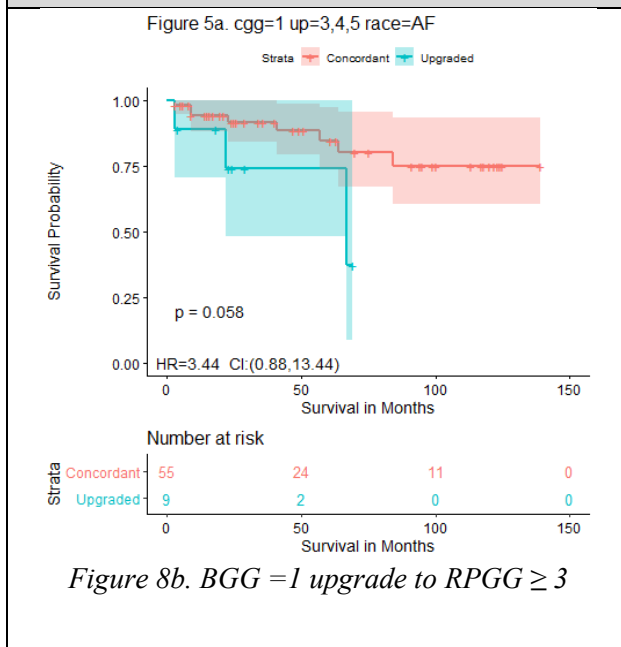 Figure 5a. cgg=1 up=3,4,5 race=AF
Strata Concordant Upgraded
1.00
0.75
0.50
0.25
0.00
Survival Probability
p = 0.058
HR=3.44 CI:(0.88,13.44)
0 50 100 150
Survival in Months
Number at risk
Strata
Concordant 55 24 11 0
Upgraded 9 2 0 0
0 50 100 150
Survival in Months
Figure 8b. BGG =1 upgrade to RPGG ≥ 3